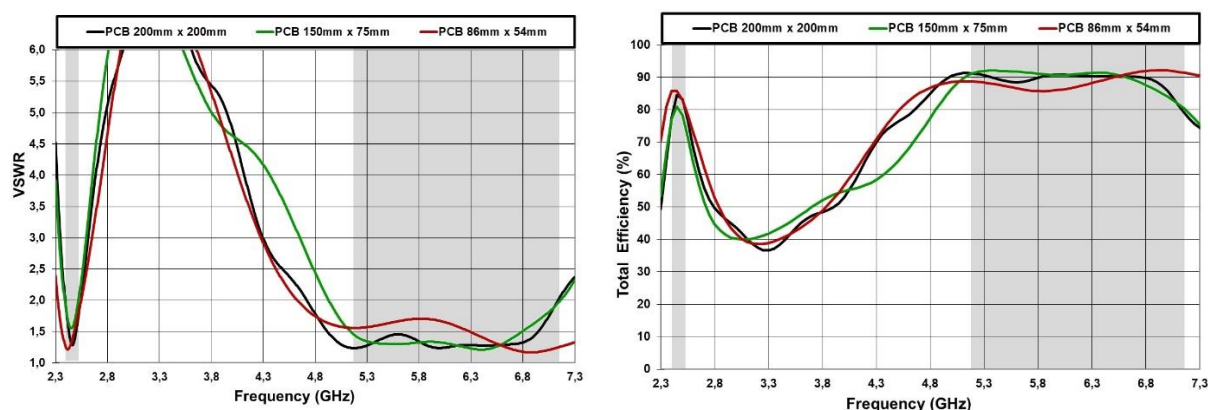 PCB 200mm x 200mm PCB 150mm x 75mm PCB 86mm x 54mm
6,0
5,5
5,0
4,5
4,0
3,5
3,0
2,5
2,0
1,5
1,0
VSWR
2,3 2,8 3,3 3,8 4,3 4,8 5,3 5,8 6,3 6,8 7,3
Frequency (GHz)
PCB 200mm x 200mm PCB 150mm x 75mm PCB 86mm x 54mm
100
90
80
70
60
50
40
30
20
10
0
Total Efficiency (%)
2,3 2,8 3,3 3,8 4,3 4,8 5,3 5,8 6,3 6,8 7,3
Frequency (GHz)